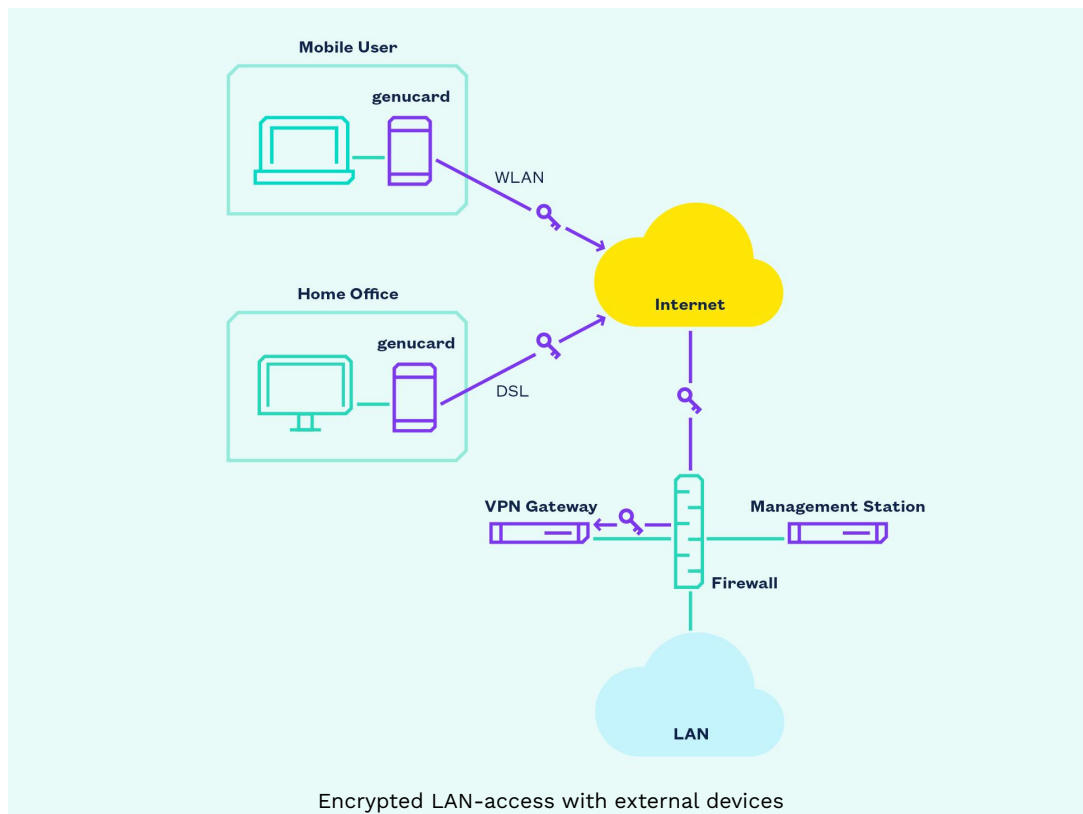 Mobile User
genucard
WLAN
Internet
Home Office
genucard
DSL
VPN Gateway
Management Station
Firewall
LAN
Encrypted LAN-access with external devices